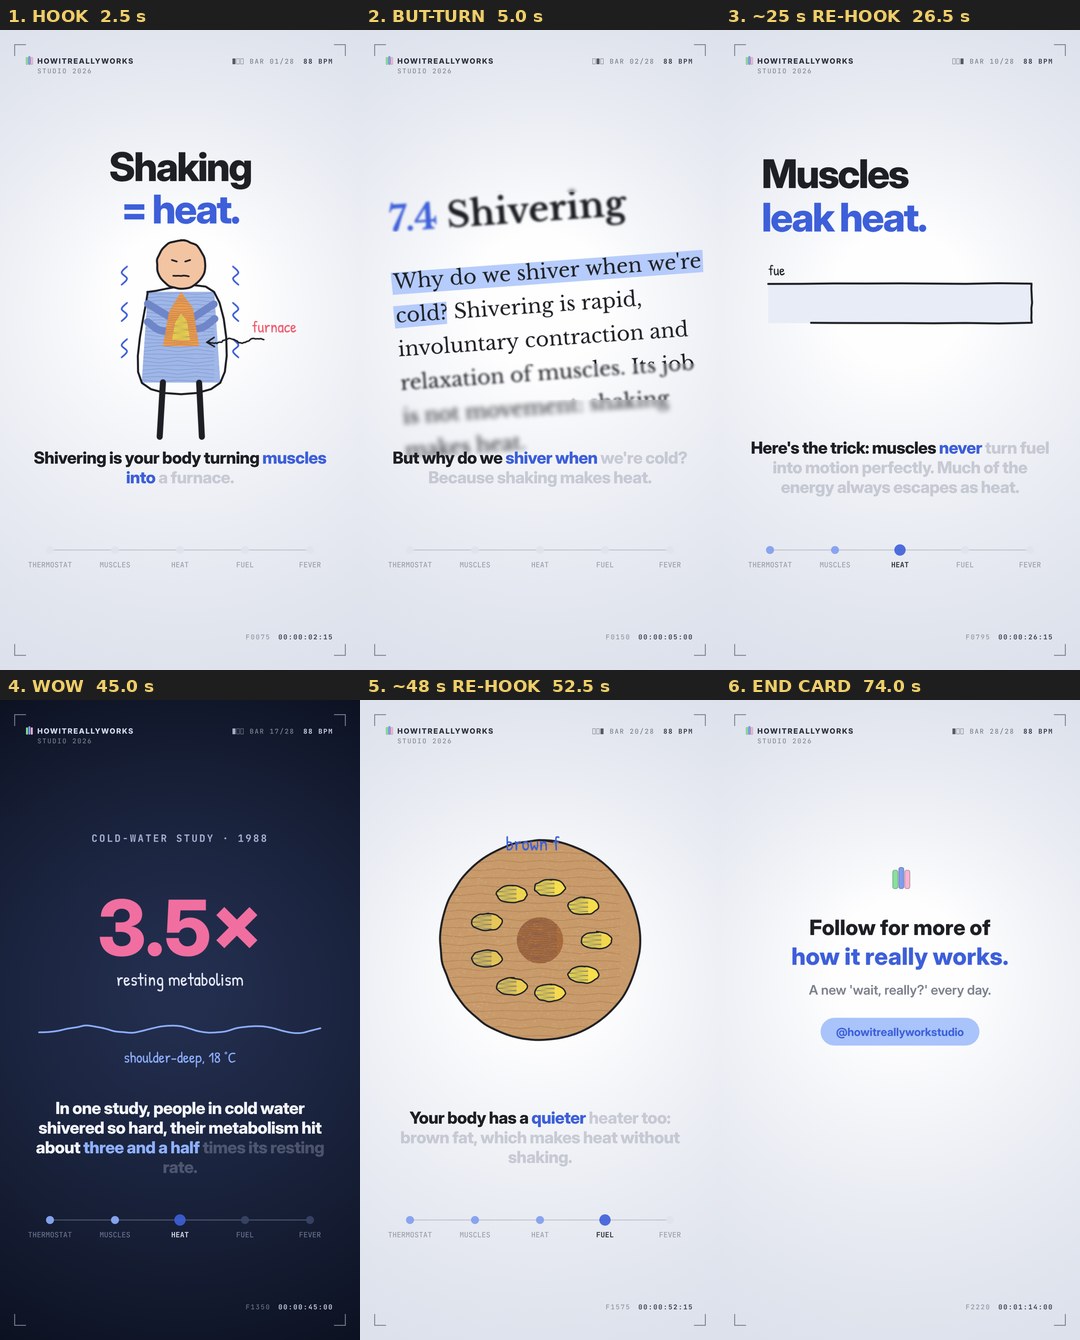 1. HOOK 2.5 s
HOWITREALLYWORKS
STUDIO 2026
BAR 01/28 88 BPM
Shaking
= heat.
furnace
Shivering is your body turning muscles
into a furnace.
THERMOSTAT MUSCLES HEAT FUEL FEVER
F0075 00:00:02:15
2. BUT-TURN 5.0 s
HOWITREALLYWORKS
STUDIO 2026
BAR 02/28 88 BPM
7.4 Shivering
Why do we shiver when we're
cold? Shivering is rapid,
involuntary contraction and
relaxation of muscles. Its job
is not movement: shaking
makes heat.
But why do we shiver when we're cold?
Because shaking makes heat.
THERMOSTAT MUSCLES HEAT FUEL FEVER
F0150 00:00:05:00
3. ~25 s RE-HOOK 26.5 s
HOWITREALLYWORKS
STUDIO 2026
BAR 10/28 88 BPM
Muscles
leak heat.
fue
Here's the trick: muscles never turn fuel
into motion perfectly. Much of the
energy always escapes as heat.
THERMOSTAT MUSCLES HEAT FUEL FEVER
F0795 00:00:26:15
4. WOW 45.0 s
HOWITREALLYWORKS
STUDIO 2026
BAR 17/28 88 BPM
COLD-WATER STUDY · 1988
3.5×
resting metabolism
shoulder-deep, 18 °C
In one study, people in cold water
shivered so hard, their metabolism hit
about three and a half times its resting
rate.
THERMOSTAT MUSCLES HEAT FUEL FEVER
F1350 00:00:45:00
5. ~48 s RE-HOOK 52.5 s
HOWITREALLYWORKS
STUDIO 2026
BAR 20/28 88 BPM
brown f
Your body has a quieter heater too:
brown fat, which makes heat without
shaking.
THERMOSTAT MUSCLES HEAT FUEL FEVER
F1575 00:00:52:15
6. END CARD 74.0 s
HOWITREALLYWORKS
STUDIO 2026
BAR 28/28 88 BPM
Follow for more of
how it really works.
A new 'wait, really?' every day.
@howitreallyworkstudio
F2220 00:01:14:00